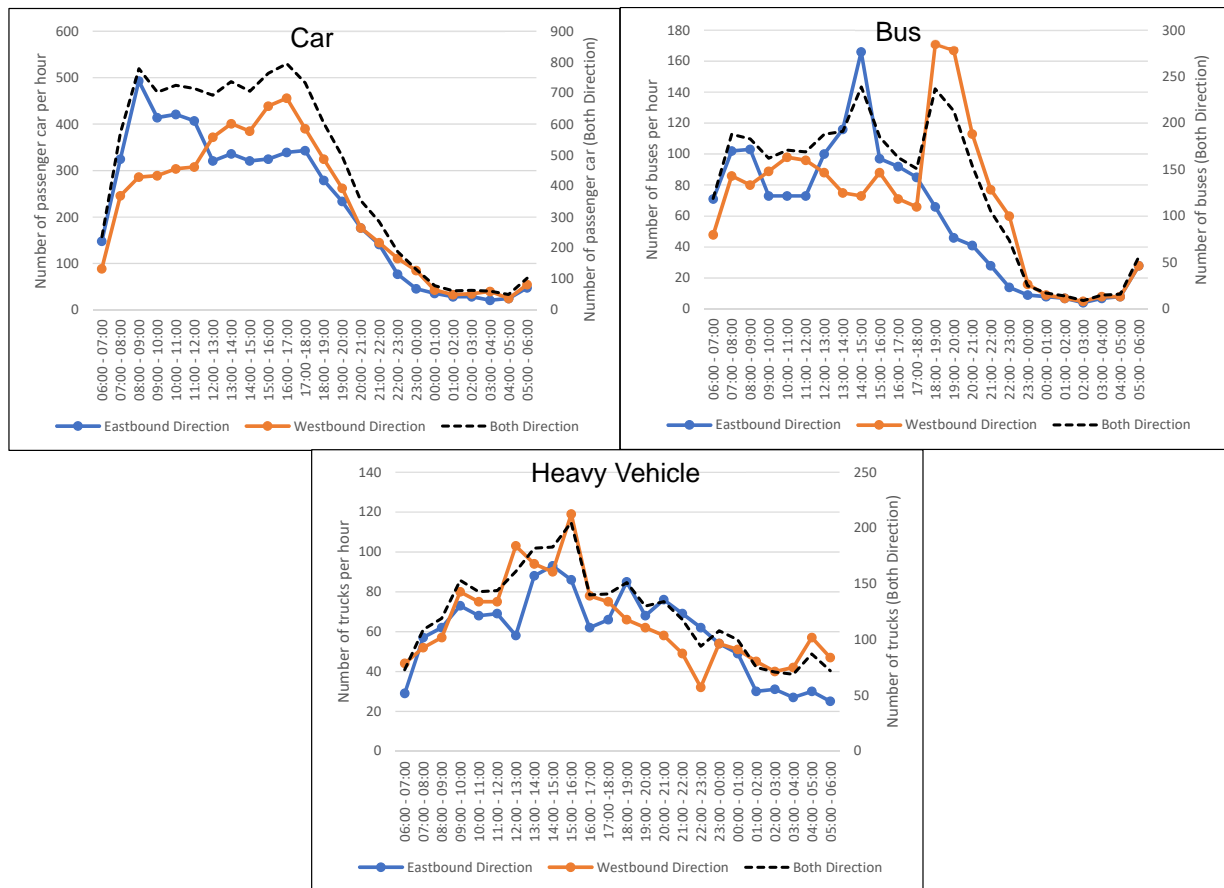 Car
Number of passenger car per hour
600
500
400
300
200
100
0
Number of passenger car (Both Direction)
900
800
700
600
500
400
300
200
100
0
06:00 - 07:00
07:00 - 08:00
08:00 - 09:00
09:00 - 10:00
10:00 - 11:00
11:00 - 12:00
12:00 - 13:00
13:00 - 14:00
14:00 - 15:00
15:00 - 16:00
16:00 - 17:00
17:00 -18:00
18:00 - 19:00
19:00 - 20:00
20:00 - 21:00
21:00 - 22:00
22:00 - 23:00
23:00 - 00:00
00:00 - 01:00
01:00 - 02:00
02:00 - 03:00
03:00 - 04:00
04:00 - 05:00
05:00 - 06:00
Eastbound Direction Westbound Direction Both Direction
Bus
Number of buses per hour
180
160
140
120
100
80
60
40
20
0
Number of buses (Both Direction)
300
250
200
150
100
50
0
06:00 - 07:00
07:00 - 08:00
08:00 - 09:00
09:00 - 10:00
10:00 - 11:00
11:00 - 12:00
12:00 - 13:00
13:00 - 14:00
14:00 - 15:00
15:00 - 16:00
16:00 - 17:00
17:00 -18:00
18:00 - 19:00
19:00 - 20:00
20:00 - 21:00
21:00 - 22:00
22:00 - 23:00
23:00 - 00:00
00:00 - 01:00
01:00 - 02:00
02:00 - 03:00
03:00 - 04:00
04:00 - 05:00
05:00 - 06:00
Eastbound Direction Westbound Direction Both Direction
Heavy Vehicle
Number of trucks per hour
140
120
100
80
60
40
20
0
Number of trucks (Both Direction)
250
200
150
100
50
0
06:00 - 07:00
07:00 - 08:00
08:00 - 09:00
09:00 - 10:00
10:00 - 11:00
11:00 - 12:00
12:00 - 13:00
13:00 - 14:00
14:00 - 15:00
15:00 - 16:00
16:00 - 17:00
17:00 -18:00
18:00 - 19:00
19:00 - 20:00
20:00 - 21:00
21:00 - 22:00
22:00 - 23:00
23:00 - 00:00
00:00 - 01:00
01:00 - 02:00
02:00 - 03:00
03:00 - 04:00
04:00 - 05:00
05:00 - 06:00
Eastbound Direction Westbound Direction Both Direction